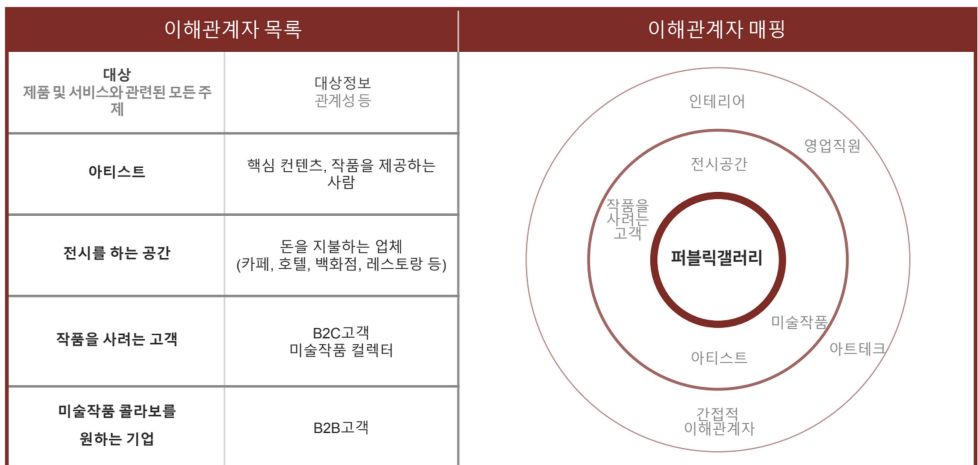 이해관계자 목록
이해관계자 매핑
대상
제품 및 서비스와 관련된 모든 주
제
대상정보
관계성 등
아티스트
핵심 컨텐츠, 작품을 제공하는
사람
전시를 하는 공간
돈을 지불하는 업체
(카페, 호텔, 백화점, 레스토랑 등)
작품을 사려는 고객
B2C고객
미술작품 컬렉터
미술작품 콜라보를
원하는 기업
B2B고객
인테리어
영업직원
전시공간
작품을
사려는
고객
퍼블릭갤러리
미술작품
아트테크
아티스트
간접적
이해관계자